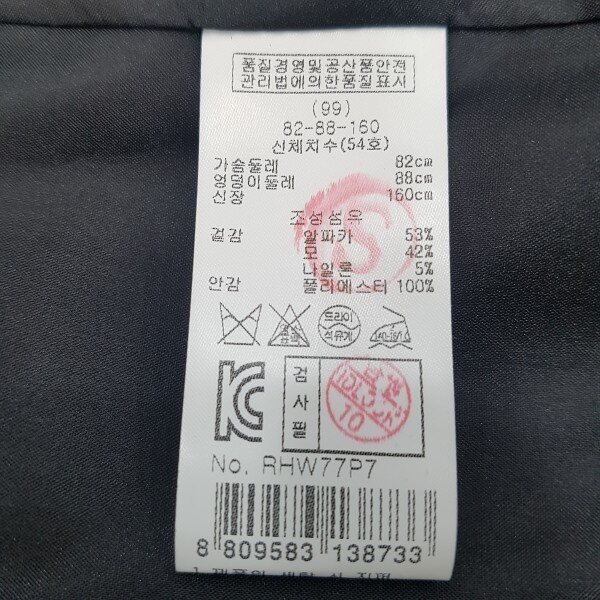 품질경영및공산품안전
관리법에의한품질표시
(99)
82-88-160
신체치수(54호)
가슴둘레 82cm
엉덩이둘레 88cm
신장 160cm
조성섬유
겉감 알파카 53%
모 42%
나일론 5%
안감 폴리에스터 100%
드라이
석유계
검
사
필
10
No. RHW77P7
8 809583 138733